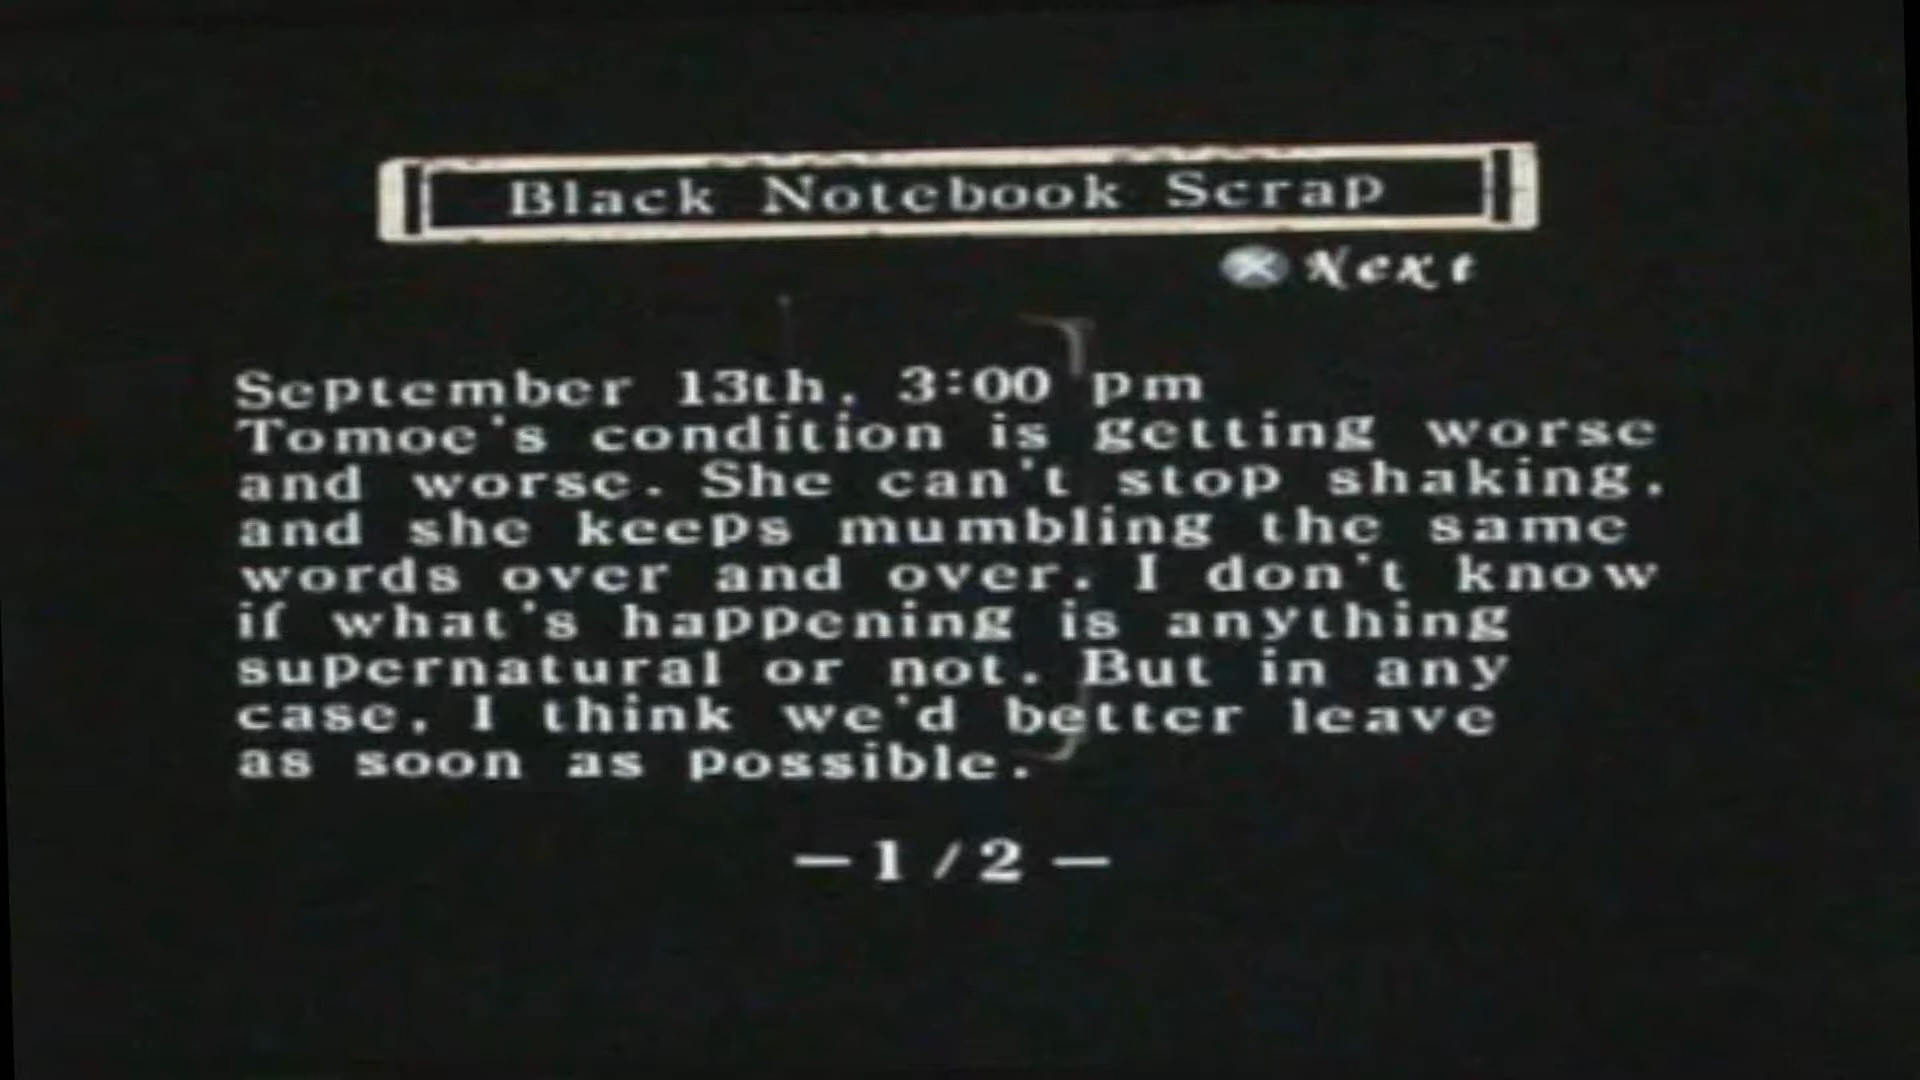 Black Notebook Scrap
Next
September 13th, 3:00 pm
Tomoe's condition is getting worse
and worse. She can't stop shaking,
and she keeps mumbling the same
words over and over. I don't know
if what's happening is anything
supernatural or not. But in any
case, I think we'd better leave
as soon as possible.
—1/2—